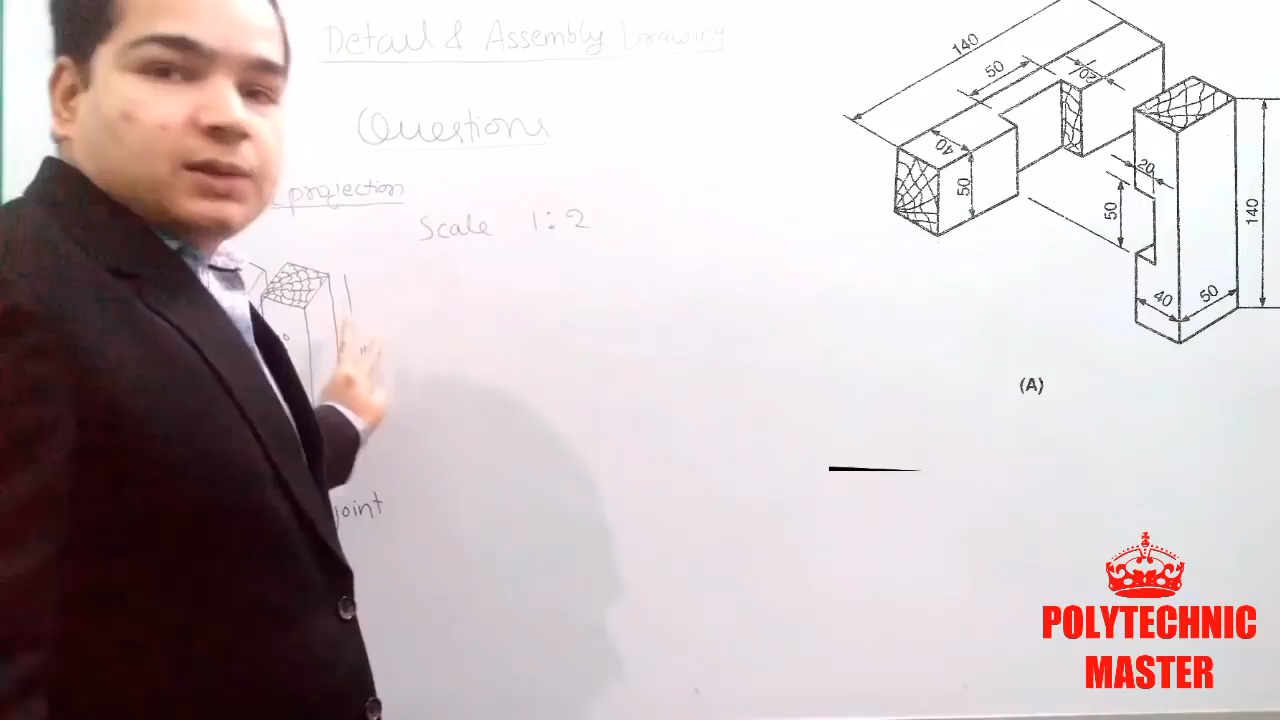 Detail & Assembly Drawing
Questions
projection
Scale 1:2
joint
140
50
20
40
50
20
50
140
40
50
(A)
POLYTECHNIC
MASTER